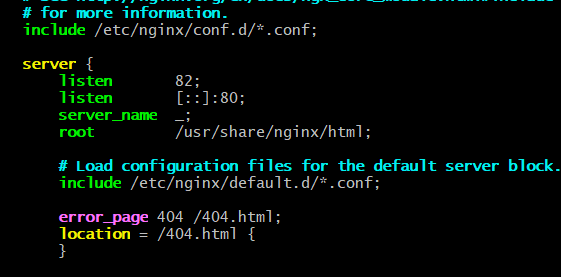 # for more information.
include /etc/nginx/conf.d/*.conf;
server {
listen 82;
listen [::]:80;
server_name _;
root /usr/share/nginx/html;
# Load configuration files for the default server block.
include /etc/nginx/default.d/*.conf;
error_page 404 /404.html;
location = /404.html {
}